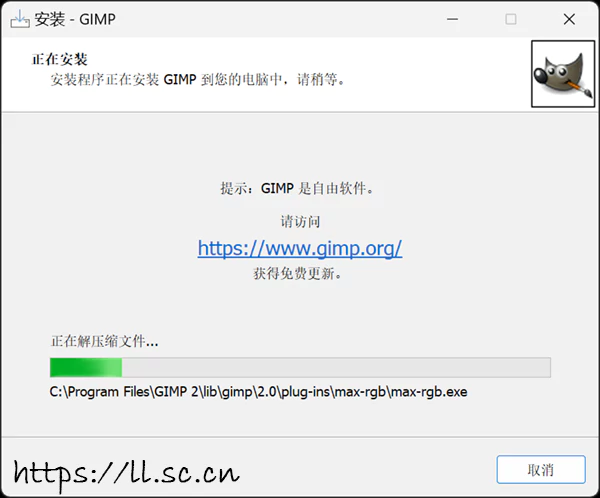 安装 - GIMP
正在安装
安装程序正在安装 GIMP 到您的电脑中，请稍等。
提示：GIMP 是自由软件。
请访问
https://www.gimp.org/
获得免费更新。
正在解压缩文件...
C:\Program Files\GIMP 2\lib\gimp\2.0\plug-ins\max-rgb\max-rgb.exe
https://ll.sc.cn
取消